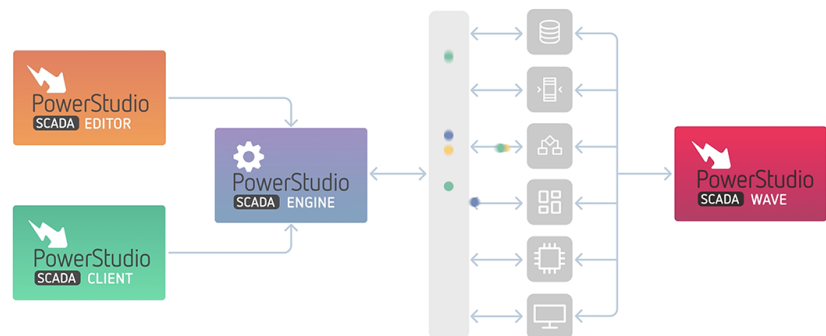 PowerStudio
SCADA EDITOR
PowerStudio
SCADA ENGINE
PowerStudio
SCADA CLIENT
PowerStudio
SCADA WAVE